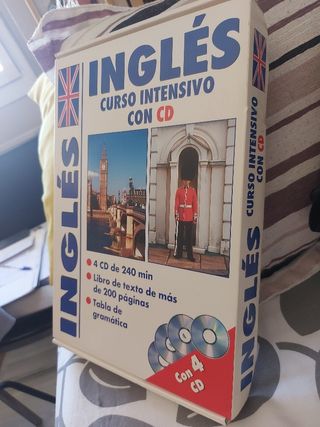 INGLÉS
CURSO INTENSIVO
CON CD
INGLÉS
4 CD de 240 min
Libro de texto de más
de 200 páginas
Tabla de
gramática
Con 4
CD
INGLÉS
CURSO INTENSIVO
CON CD